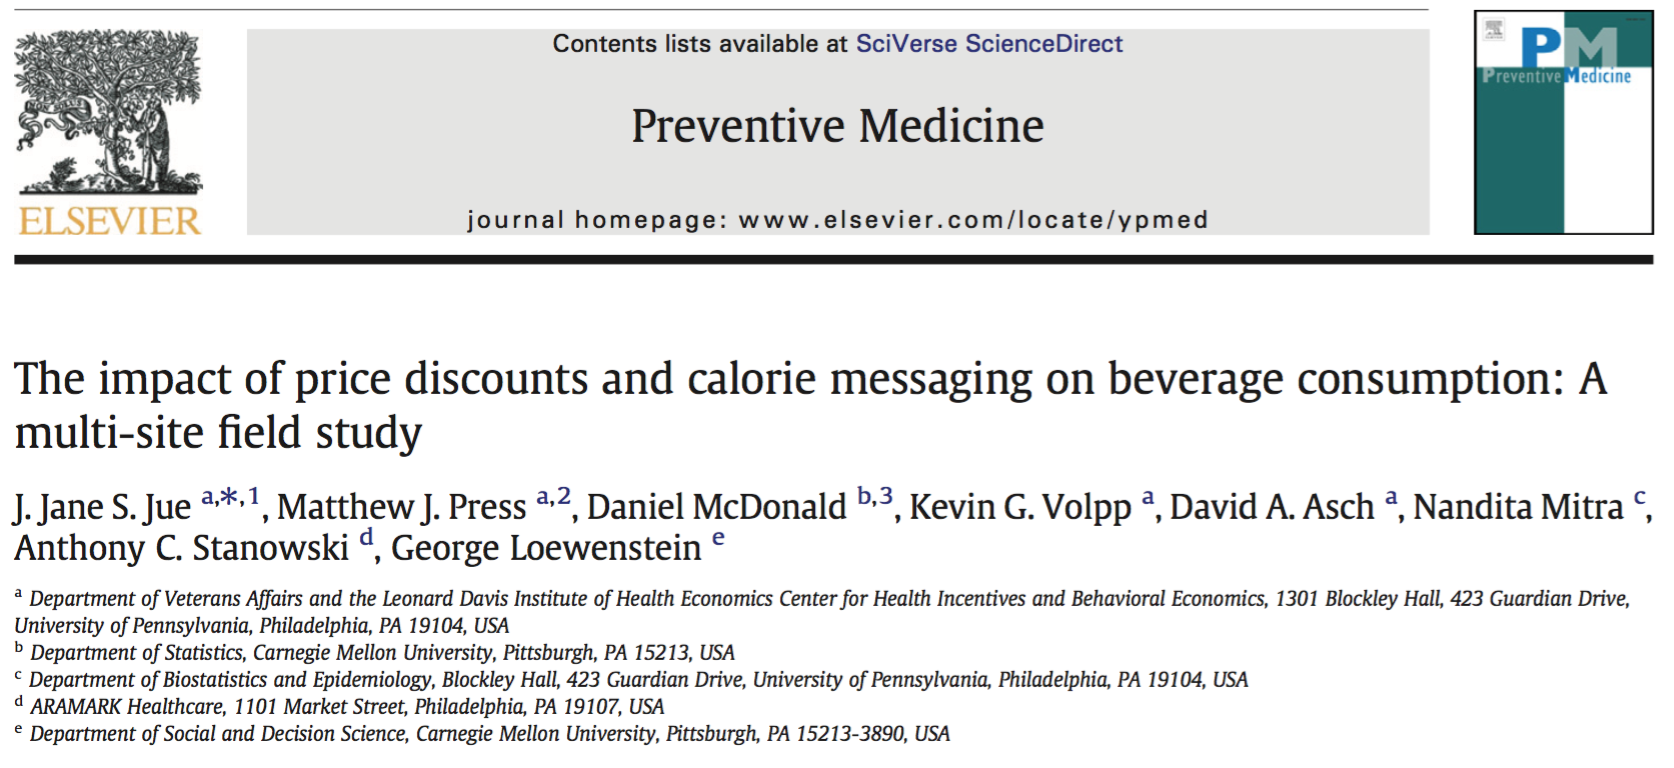 Contents lists available at SciVerse ScienceDirect
Preventive Medicine
journal homepage: www.elsevier.com/locate/ypmed
ELSEVIER
PM
Preventive Medicine
The impact of price discounts and calorie messaging on beverage consumption: A
multi-site field study
J. Jane S. Jue a,*,1, Matthew J. Press a,2, Daniel McDonald b,3, Kevin G. Volpp a, David A. Asch a, Nandita Mitra c,
Anthony C. Stanowski d, George Loewenstein e
a Department of Veterans Affairs and the Leonard Davis Institute of Health Economics Center for Health Incentives and Behavioral Economics, 1301 Blockley Hall, 423 Guardian Drive,
University of Pennsylvania, Philadelphia, PA 19104, USA
b Department of Statistics, Carnegie Mellon University, Pittsburgh, PA 15213, USA
c Department of Biostatistics and Epidemiology, Blockley Hall, 423 Guardian Drive, University of Pennsylvania, Philadelphia, PA 19104, USA
d ARAMARK Healthcare, 1101 Market Street, Philadelphia, PA 19107, USA
e Department of Social and Decision Science, Carnegie Mellon University, Pittsburgh, PA 15213-3890, USA